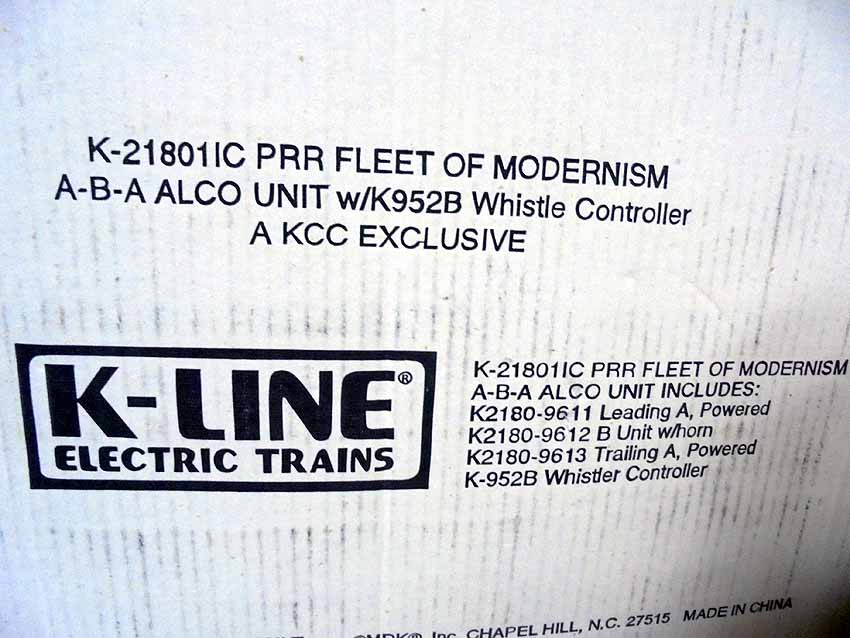 K-21801IC PRR FLEET OF MODERNISM
A-B-A ALCO UNIT w/K952B Whistle Controller
A KCC EXCLUSIVE
K-LINE®
ELECTRIC TRAINS
K-21801IC PRR FLEET OF MODERNISM
A-B-A ALCO UNIT INCLUDES:
K2180-9611 Leading A, Powered
K2180-9612 B Unit w/horn
K2180-9613 Trailing A, Powered
K-952B Whistler Controller
©MDK® Inc. CHAPEL HILL, N.C. 27515 MADE IN CHINA